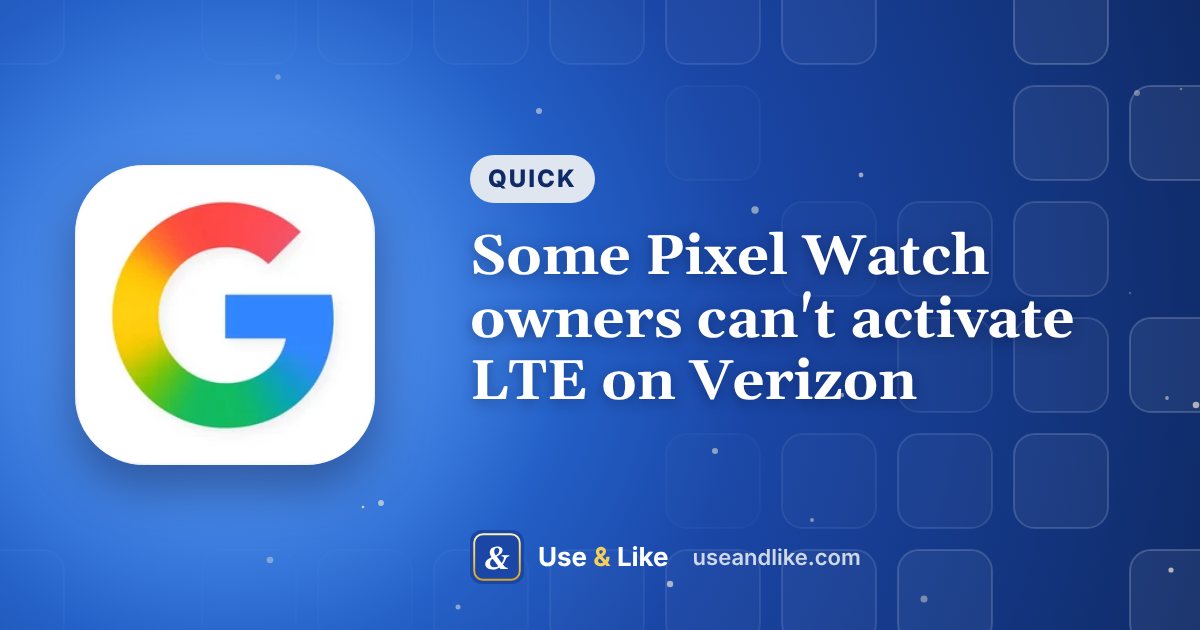 QUICK
Some Pixel Watch
owners can't activate
LTE on Verizon
& Use & Like useandlike.com